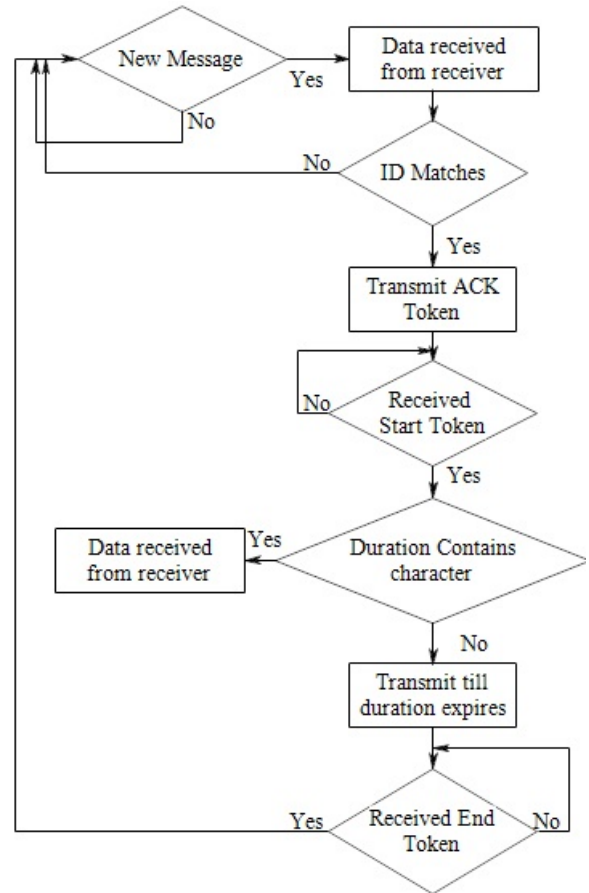 New Message
Yes
Data received
from receiver
No
No
ID Matches
Yes
Transmit ACK
Token
No
Received
Start Token
Yes
Data received
from receiver
Yes
Duration Contains
character
No
Transmit till
duration expires
Yes
Received End
Token
No